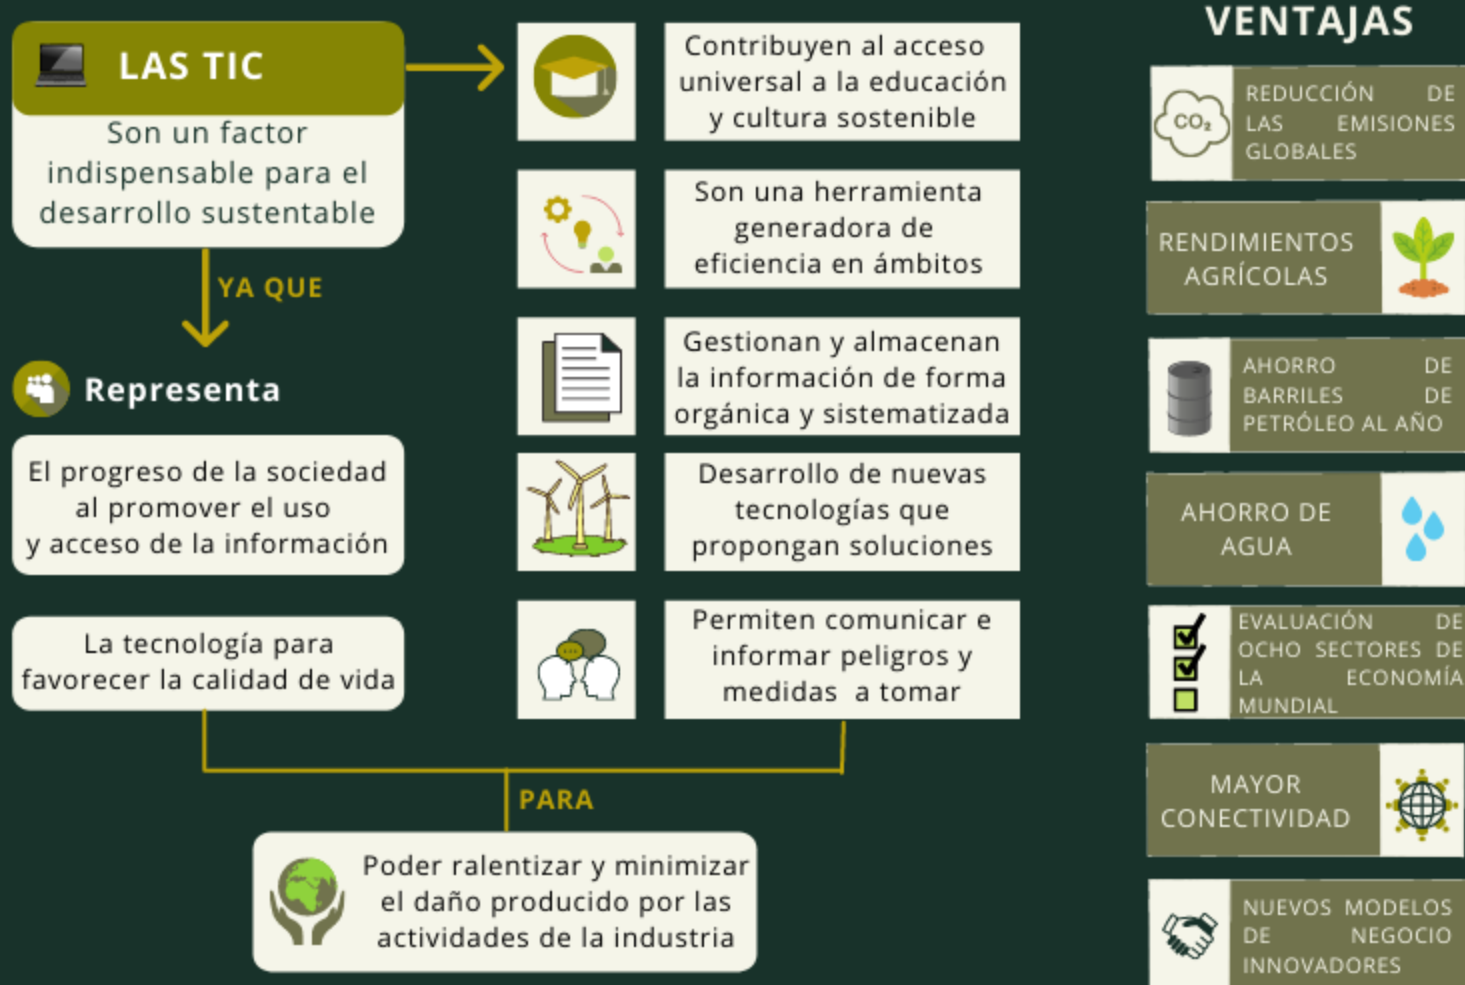 LAS TIC
Son un factor
indispensable para el
desarrollo sustentable
YA QUE
Representa
El progreso de la sociedad
al promover el uso
y acceso de la información
La tecnología para
favorecer la calidad de vida
Contribuyen al acceso
universal a la educación
y cultura sostenible
Son una herramienta
generadora de
eficiencia en ámbitos
Gestionan y almacenan
la información de forma
orgánica y sistematizada
Desarrollo de nuevas
tecnologías que
propongan soluciones
Permiten comunicar e
informar peligros y
medidas a tomar
PARA
Poder ralentizar y minimizar
el daño producido por las
actividades de la industria
VENTAJAS
CO₂
REDUCCIÓN DE
LAS EMISIONES
GLOBALES
RENDIMIENTOS
AGRÍCOLAS
AHORRO DE
BARRILES DE
PETRÓLEO AL AÑO
AHORRO DE
AGUA
EVALUACIÓN DE
OCHO SECTORES DE
LA ECONOMÍA
MUNDIAL
MAYOR
CONECTIVIDAD
NUEVOS MODELOS
DE NEGOCIO
INNOVADORES